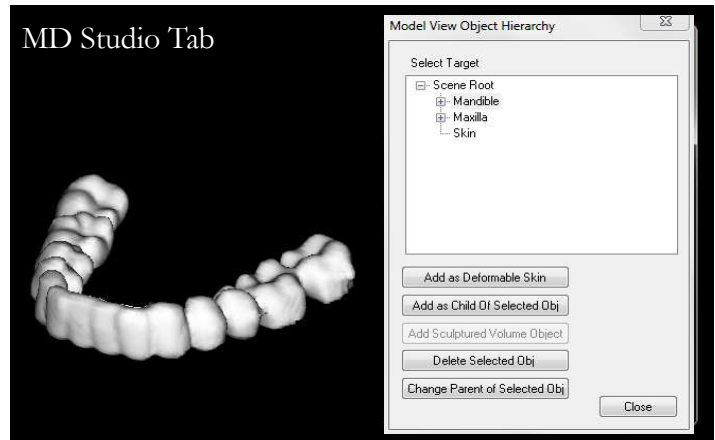 MD Studio Tab
Model View Object Hierarchy
Select Target
Scene Root
Mandible
Maxilla
Skin
Add as Deformable Skin
Add as Child Of Selected Obj
Add Sculptured Volume Object
Delete Selected Obj
Change Parent of Selected Obj
Close